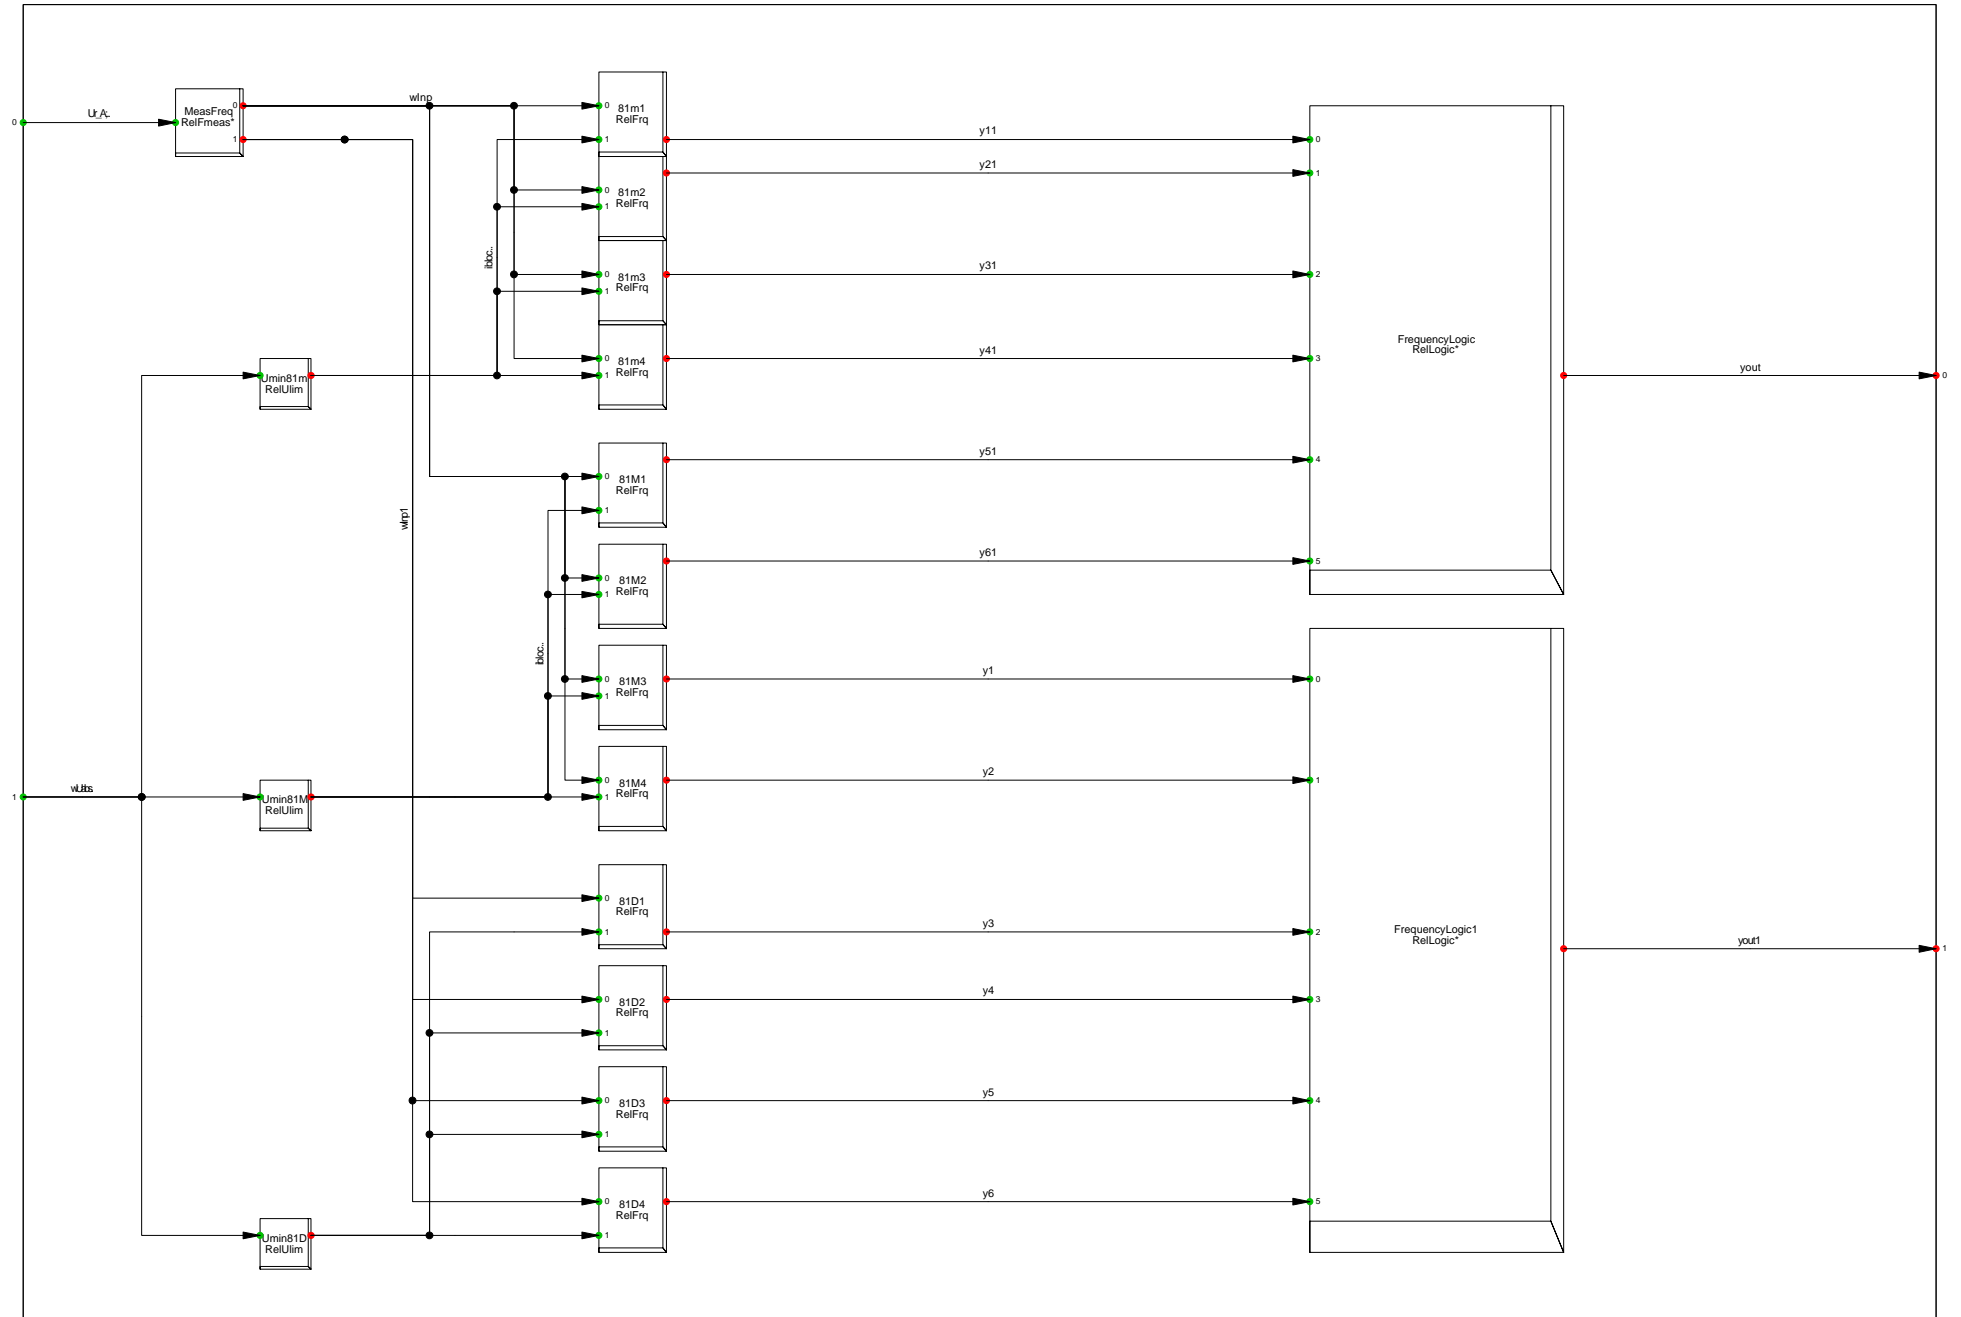 0
Ur_A;.
MeasFreq
RelFmeas*
0
1
wInp
0
81m1
RelFrq
1
y11
0
y21
1
0
81m2
RelFrq
1
ibloc..
0
81m3
RelFrq
1
y31
2
0
81m4
RelFrq
1
y41
3
FrequencyLogic
RelLogic*
yout
0
Umin81m
RelUlim
0
81M1
RelFrq
1
y51
4
wInp1
0
81M2
RelFrq
1
y61
5
ibloc..
0
81M3
RelFrq
1
y1
0
0
81M4
RelFrq
1
y2
1
1
Umin81M
RelUlim
0
81D1
RelFrq
1
y3
2
FrequencyLogic1
RelLogic*
yout1
1
0
81D2
RelFrq
1
y4
3
0
81D3
RelFrq
1
y5
4
0
81D4
RelFrq
1
y6
5
Umin81D
RelUlim